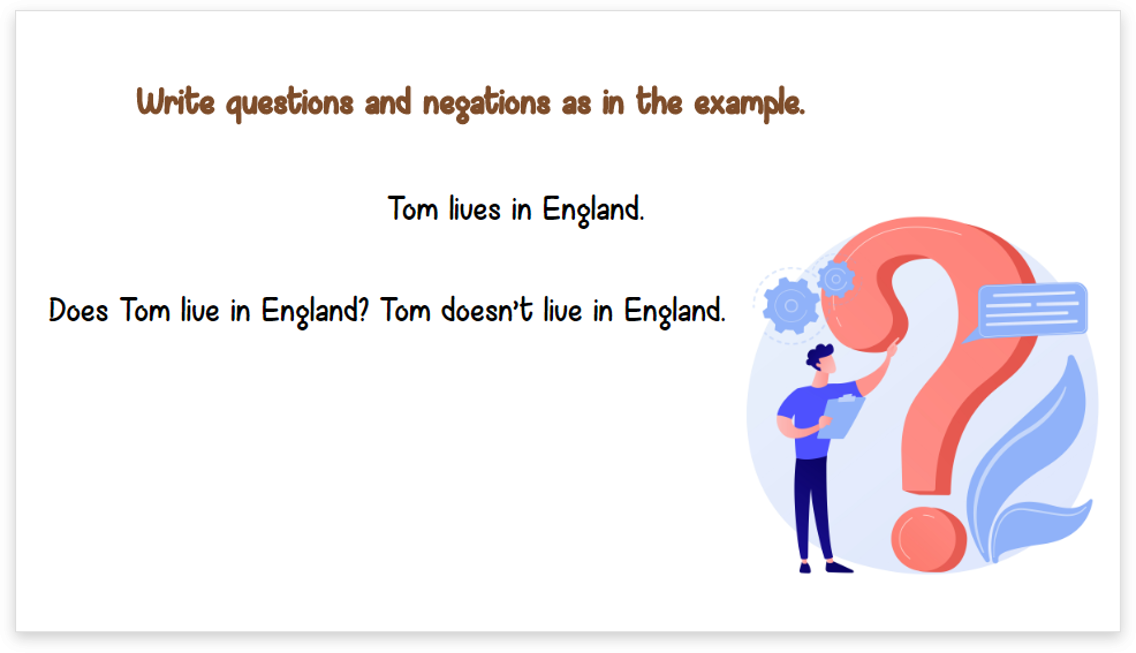 Write questions and negations as in the example.
Tom lives in England.
Does Tom live in England? Tom doesn't live in England.